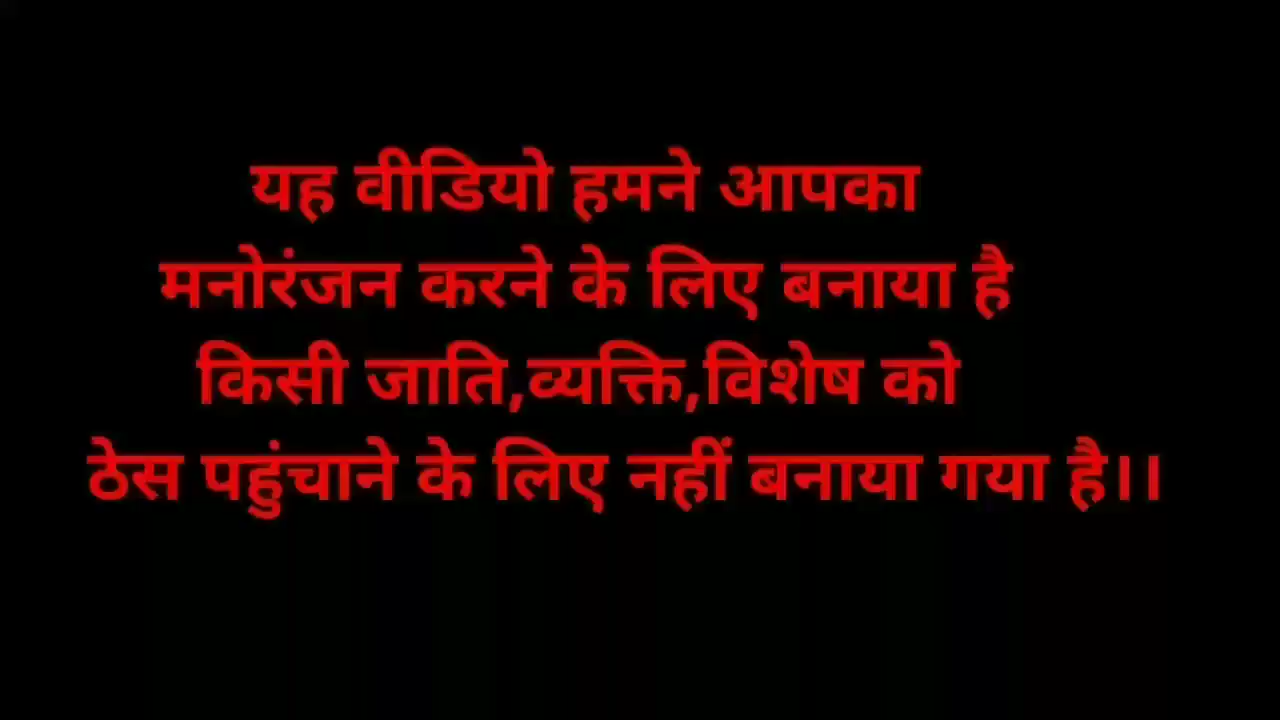 यह वीडियो हमने आपका
मनोरंजन करने के लिए बनाया है
किसी जाति,व्यक्ति,विशेष को
ठेस पहुंचाने के लिए नहीं बनाया गया है।।